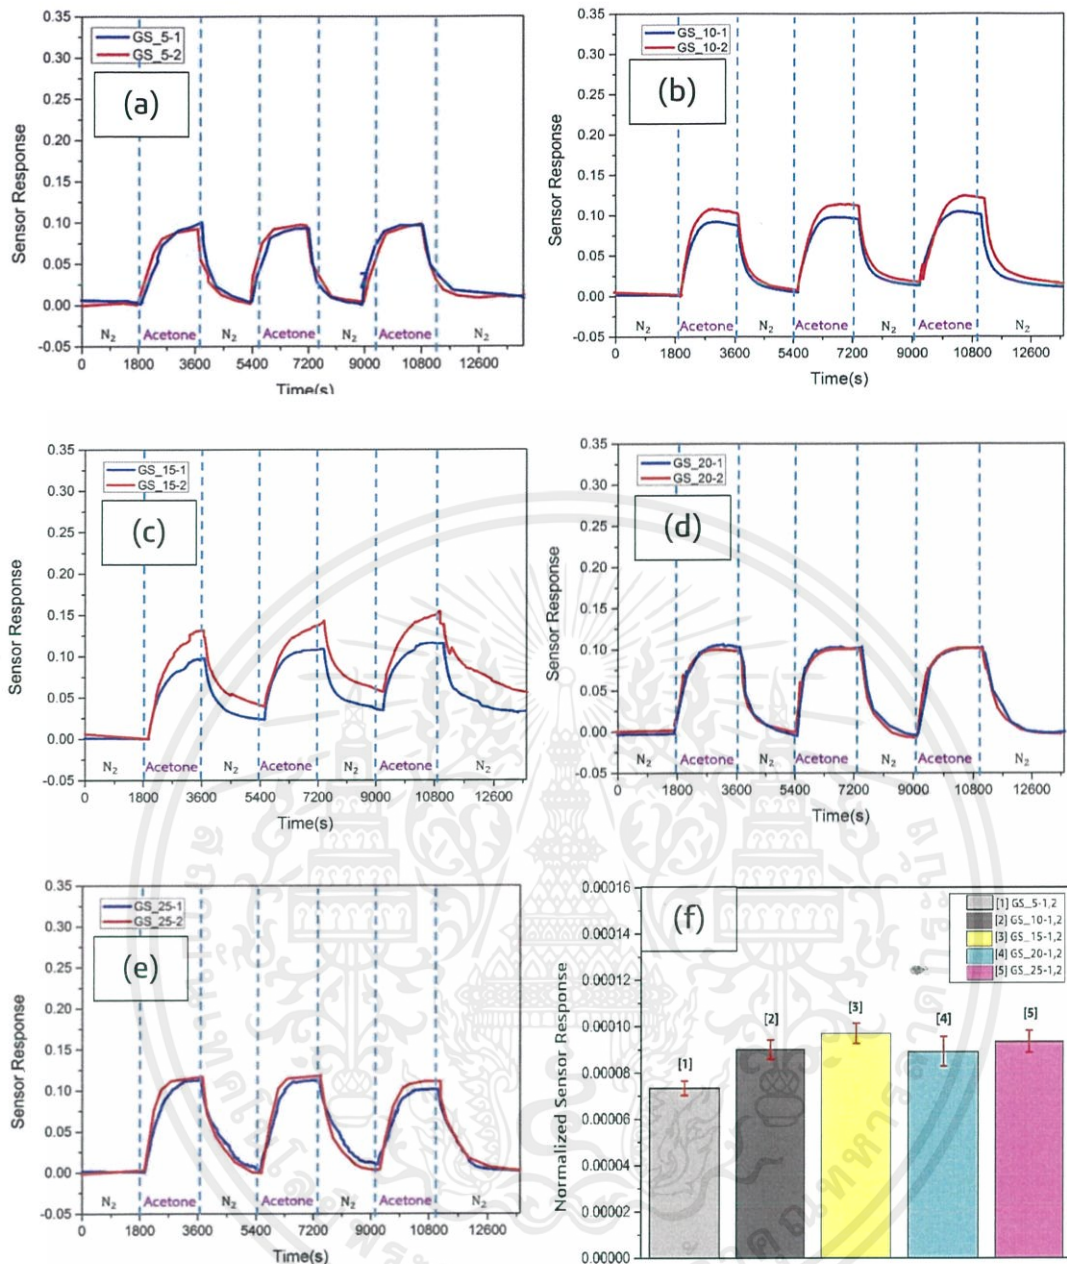 GS_5-1
GS_5-2
(a)
Sensor Response
0.35
0.30
0.25
0.20
0.15
0.10
0.05
0.00
-0.05
N2 Acetone N2 Acetone N2 Acetone N2
0 1800 3600 5400 7200 9000 10800 12600
Time(s)
GS_10-1
GS_10-2
(b)
Sensor Response
0.35
0.30
0.25
0.20
0.15
0.10
0.05
0.00
-0.05
N2 Acetone N2 Acetone N2 Acetone N2
0 1800 3600 5400 7200 9000 10800 12600
Time(s)
GS_15-1
GS_15-2
(c)
Sensor Response
0.35
0.30
0.25
0.20
0.15
0.10
0.05
0.00
-0.05
N2 Acetone N2 Acetone N2 Acetone N2
0 1800 3600 5400 7200 9000 10800 12600
Time(s)
GS_20-1
GS_20-2
(d)
Sensor Response
0.35
0.30
0.25
0.20
0.15
0.10
0.05
0.00
-0.05
N2 Acetone N2 Acetone N2 Acetone N2
0 1800 3600 5400 7200 9000 10800 12600
Time(s)
GS_25-1
GS_25-2
(e)
Sensor Response
0.35
0.30
0.25
0.20
0.15
0.10
0.05
0.00
-0.05
N2 Acetone N2 Acetone N2 Acetone N2
0 1800 3600 5400 7200 9000 10800 12600
Time(s)
(f)
[1] GS_5-1,2
[2] GS_10-1,2
[3] GS_15-1,2
[4] GS_20-1,2
[5] GS_25-1,2
Normalized Sensor Response
0.00016
0.00014
0.00012
0.00010
0.00008
0.00006
0.00004
0.00002
0.00000
[1] [2] [3] [4] [5]